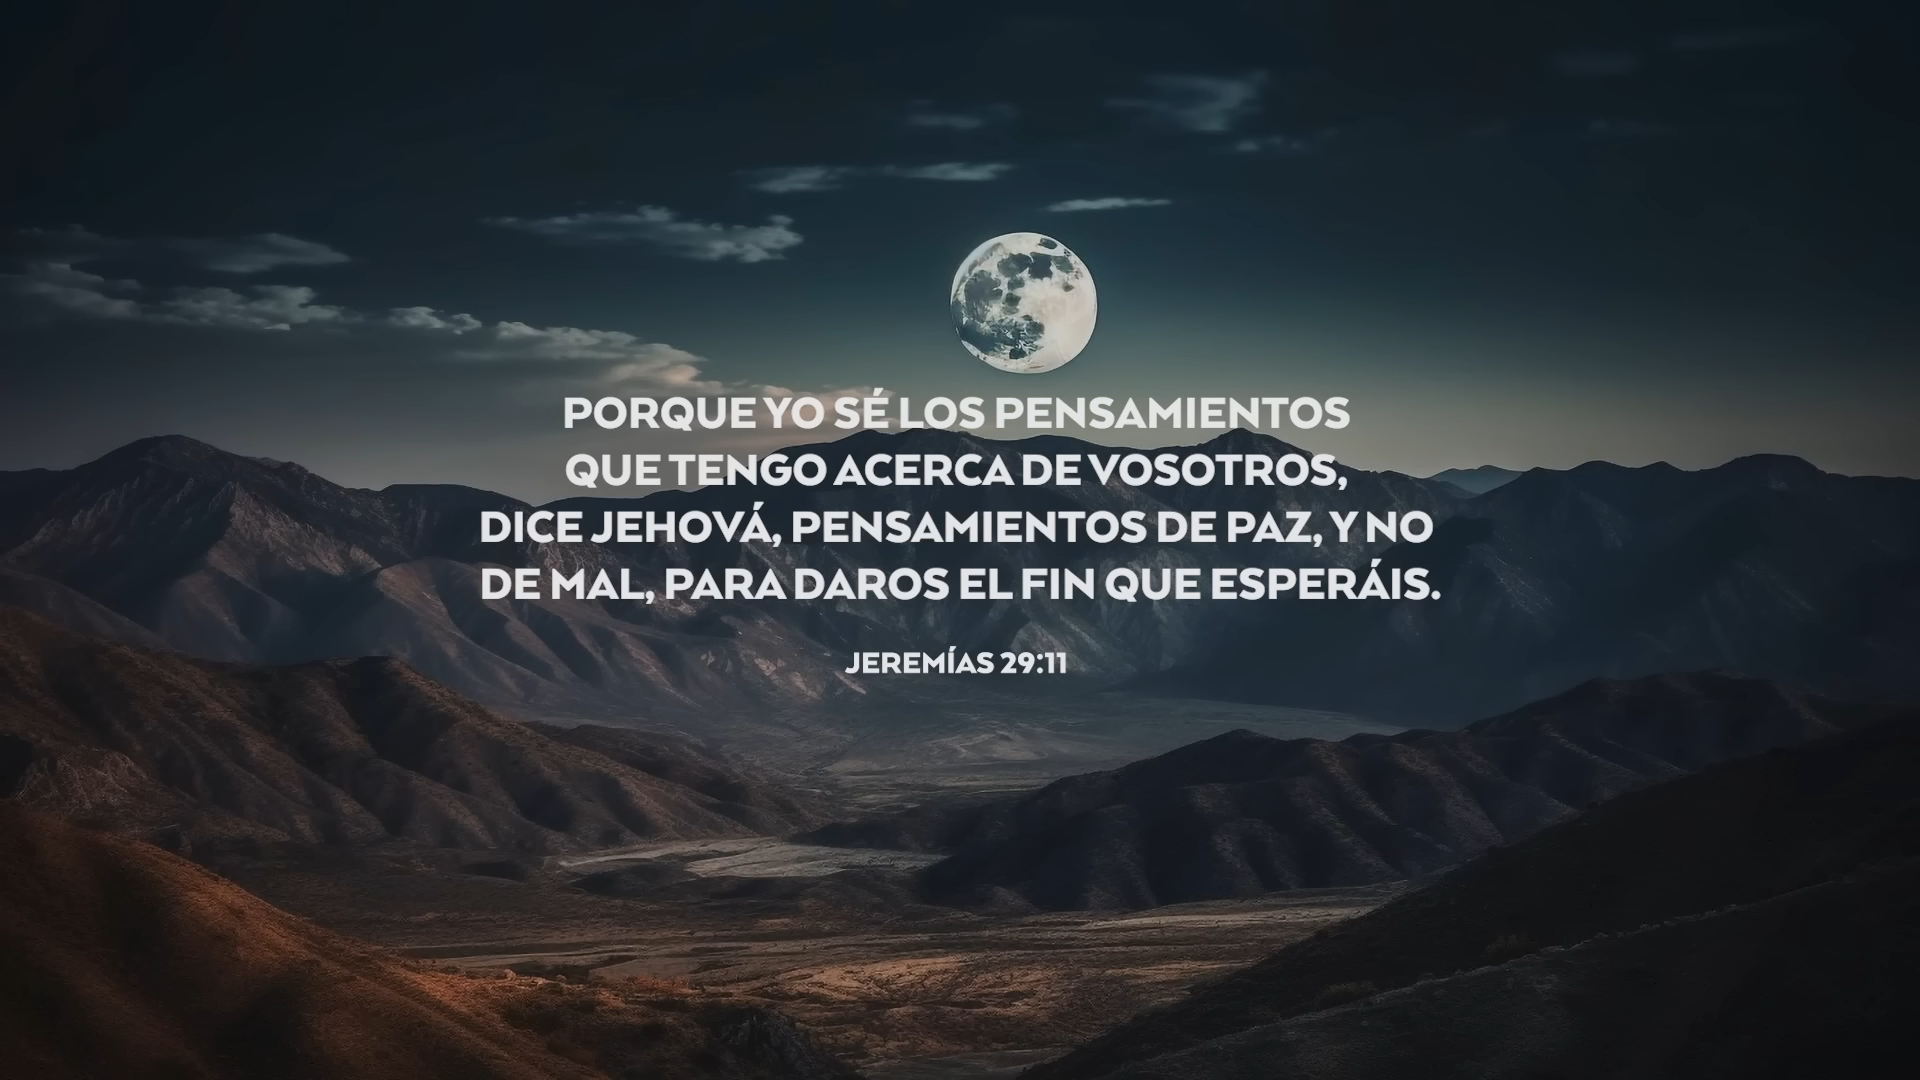 PORQUE YO SÉ LOS PENSAMIENTOS
QUE TENGO ACERCA DE VOSOTROS,
DICE JEHOVÁ, PENSAMIENTOS DE PAZ, Y NO
DE MAL, PARA DAROS EL FIN QUE ESPERÁIS.
JEREMÍAS 29:11